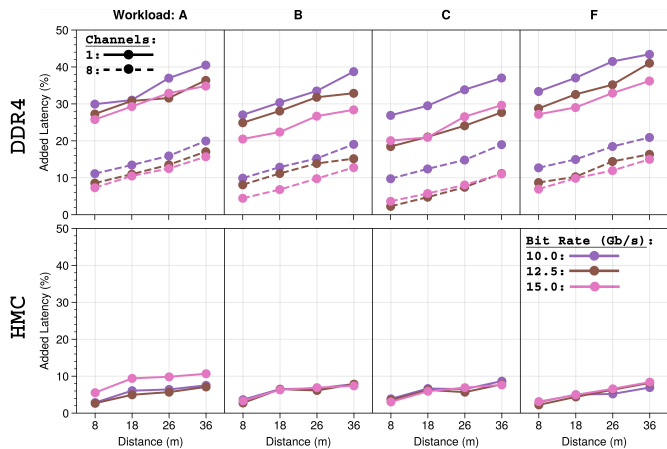 Workload: A
B
C
F
DDR4
Added Latency (%)
50
40
30
20
10
0
Channels:
1:
8:
HMC
Added Latency (%)
50
40
30
20
10
0
Bit Rate (Gb/s):
10.0:
12.5:
15.0:
8 18 26 36
8 18 26 36
8 18 26 36
8 18 26 36
Distance (m)
Distance (m)
Distance (m)
Distance (m)